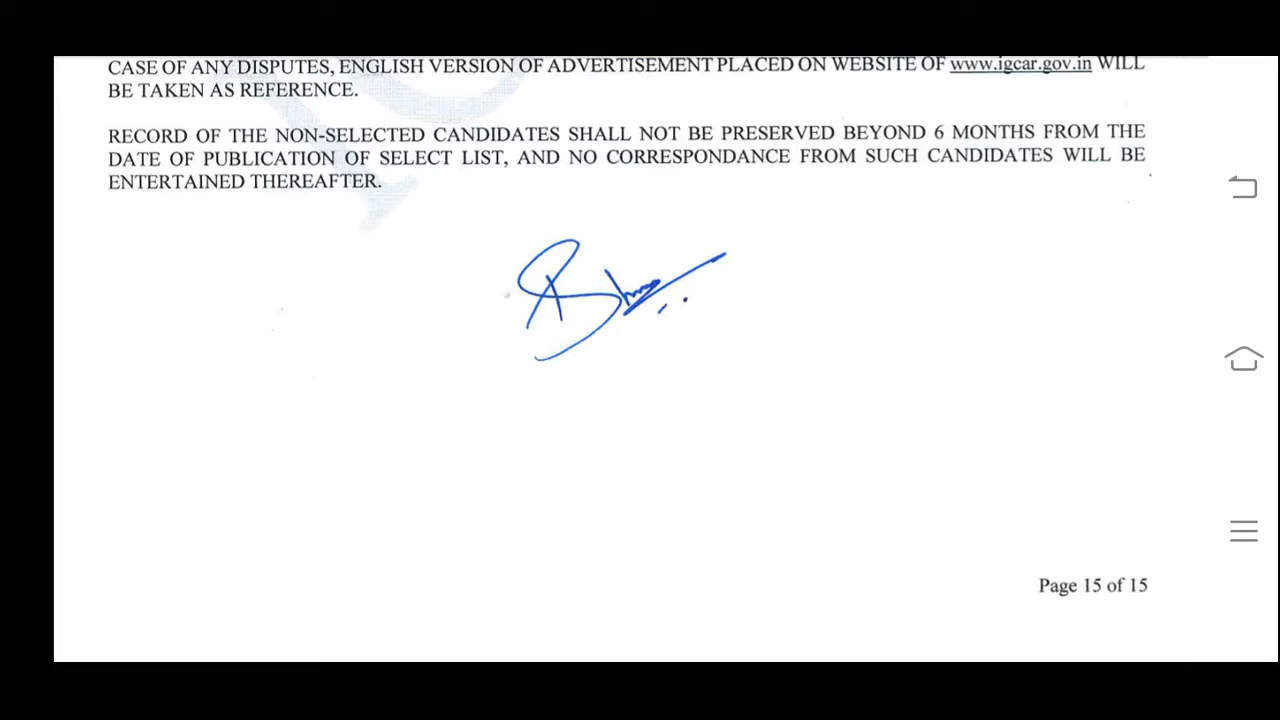 CASE OF ANY DISPUTES, ENGLISH VERSION OF ADVERTISEMENT PLACED ON WEBSITE OF www.igcar.gov.in WILL
BE TAKEN AS REFERENCE.
RECORD OF THE NON-SELECTED CANDIDATES SHALL NOT BE PRESERVED BEYOND 6 MONTHS FROM THE
DATE OF PUBLICATION OF SELECT LIST, AND NO CORRESPONDANCE FROM SUCH CANDIDATES WILL BE
ENTERTAINED THEREAFTER.
Page 15 of 15